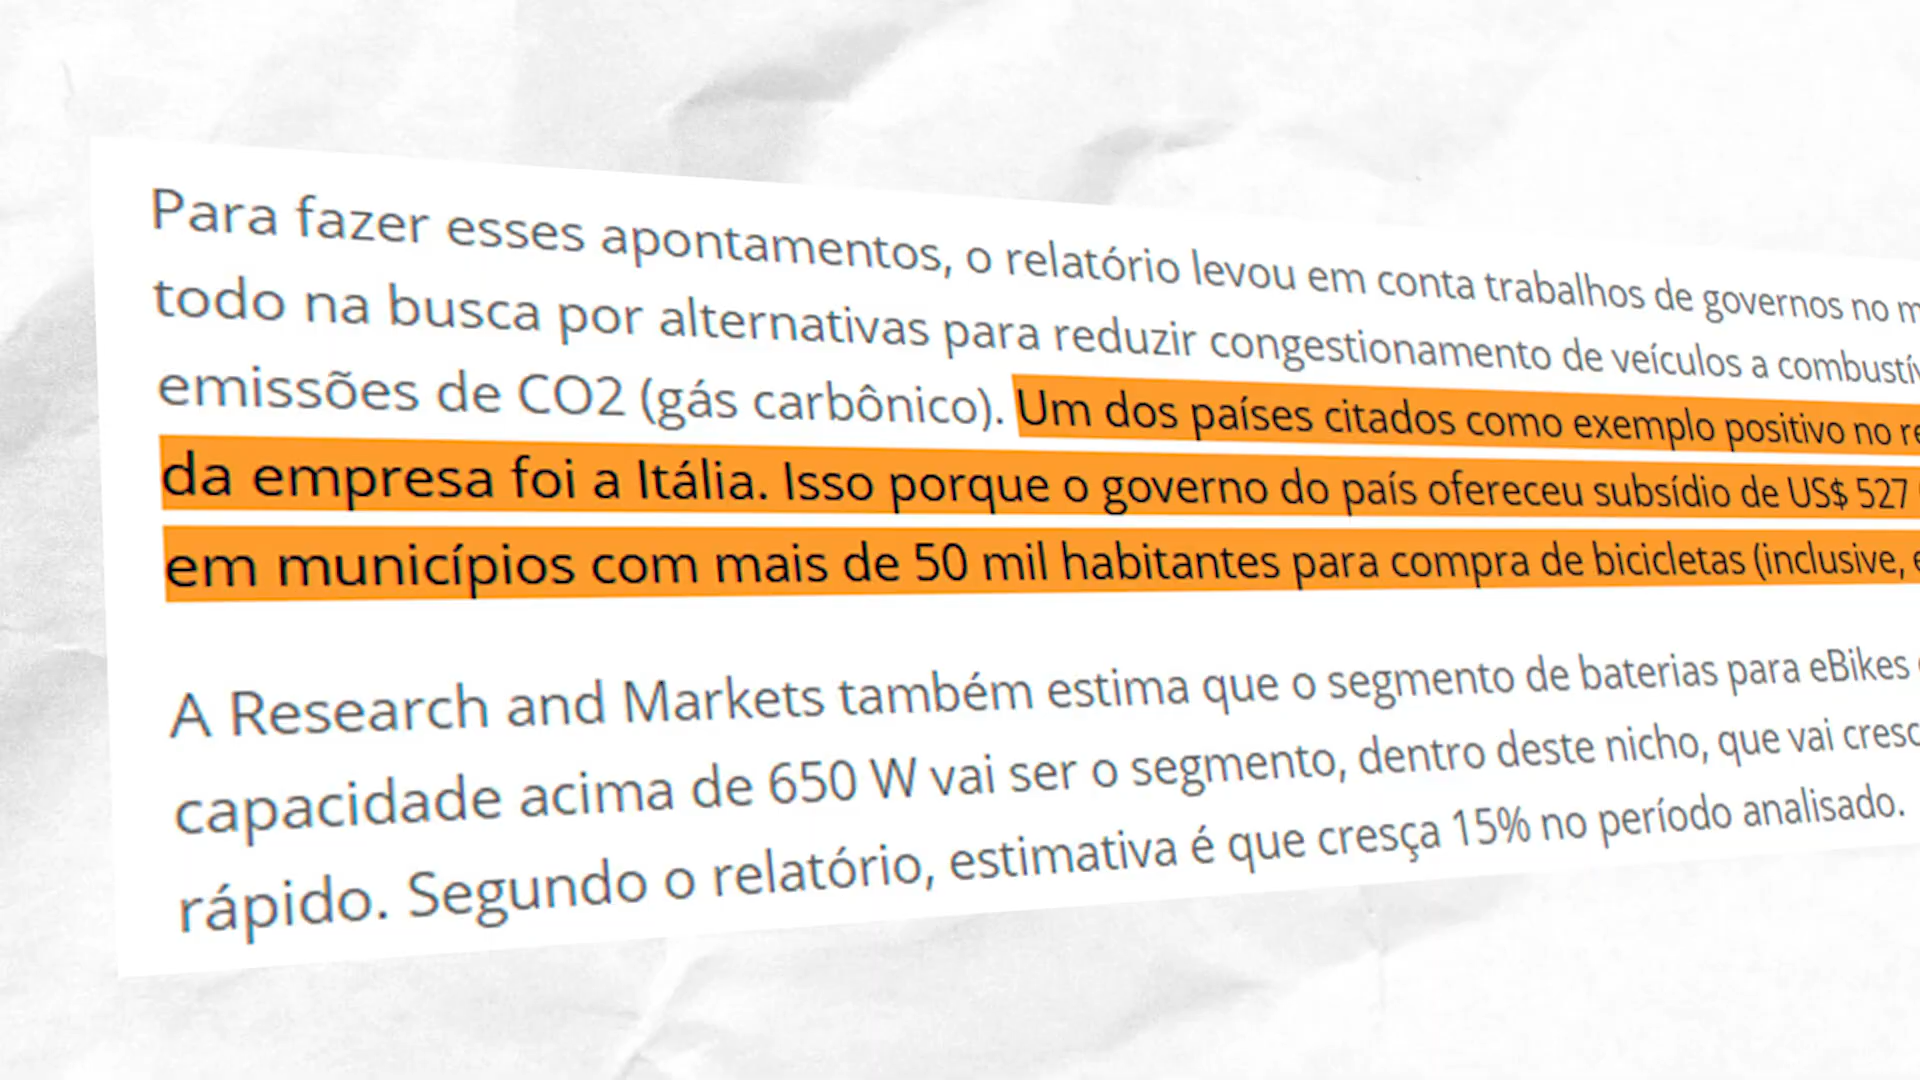 Para fazer esses apontamentos, o relatório levou em conta trabalhos de governos no
todo na busca por alternativas para reduzir congestionamento de veículos a
emissões de CO2 (gás carbônico). Um dos países citados como exemplo positivo no
da empresa foi a Itália. Isso porque o governo do país ofereceu subsídio de US$ 527
em municípios com mais de 50 mil habitantes para compra de bicicletas (inclusive,
A Research and Markets também estima que o segmento de baterias para eBikes
capacidade acima de 650 W vai ser o segmento, dentro deste nicho, que vai
rápido. Segundo o relatório, estimativa é que cresça 15% no período analisado.